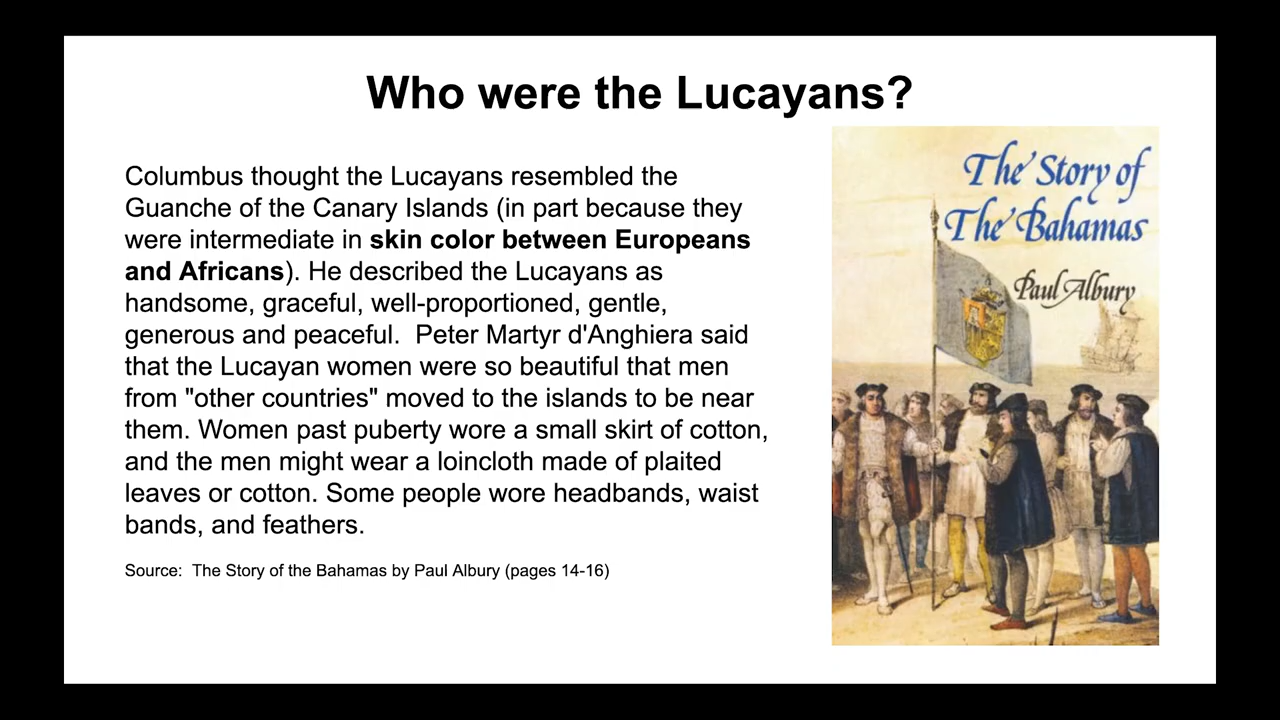 Who were the Lucayans?
Columbus thought the Lucayans resembled the
Guanche of the Canary Islands (in part because they
were intermediate in skin color between Europeans
and Africans). He described the Lucayans as
handsome, graceful, well-proportioned, gentle,
generous and peaceful.  Peter Martyr d'Anghiera said
that the Lucayan women were so beautiful that men
from "other countries" moved to the islands to be near
them. Women past puberty wore a small skirt of cotton,
and the men might wear a loincloth made of plaited
leaves or cotton. Some people wore headbands, waist
bands, and feathers.
Source:  The Story of the Bahamas by Paul Albury (pages 14-16)
The Story of
The Bahamas
Paul Albury